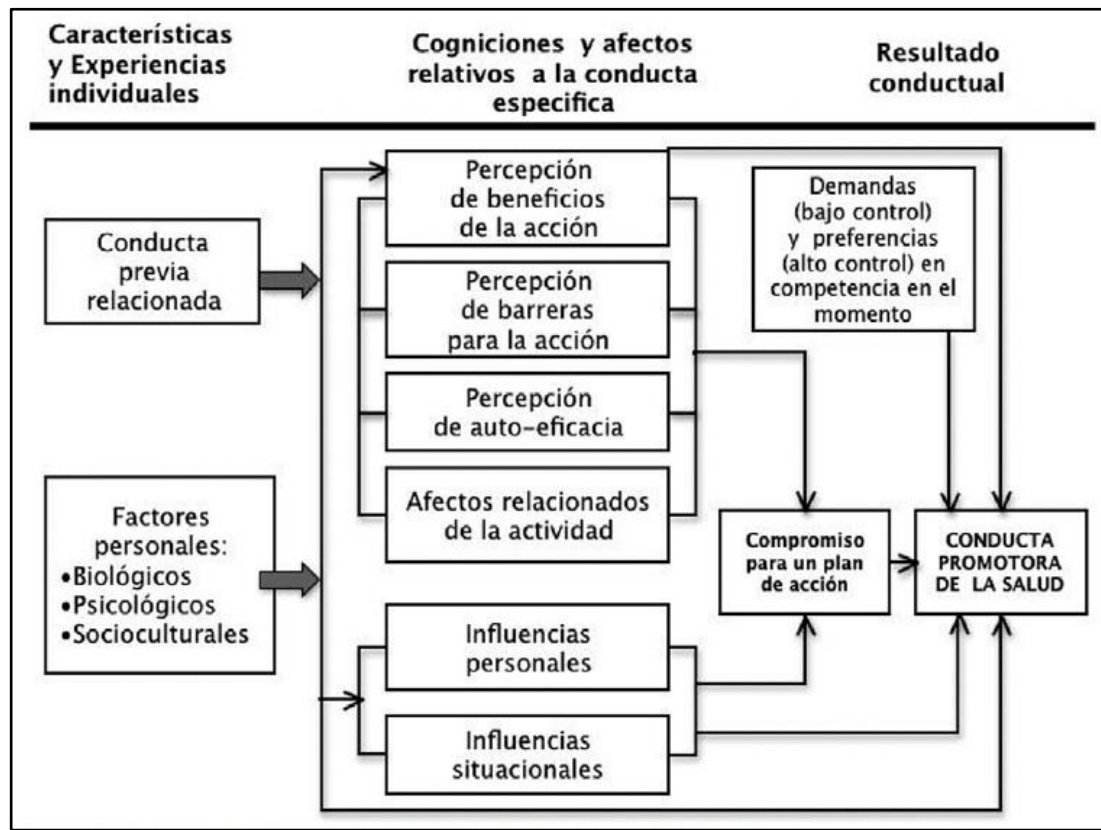 Características
y Experiencias
individuales
Cogniciones y afectos
relativos a la conducta
especifica
Resultado
conductual
Conducta
previa
relacionada
Factores
personales:
•Biológicos
•Psicológicos
•Socioculturales
Percepción
de beneficios
de la acción
Percepción
de barreras
para la acción
Percepción
de auto-eficacia
Afectos relacionados
de la actividad
Influencias
personales
Influencias
situacionales
Demandas
(bajo control)
y preferencias
(alto control) en
competencia en el
momento
Compromiso
para un plan
de acción
CONDUCTA
PROMOTORA
DE LA SALUD